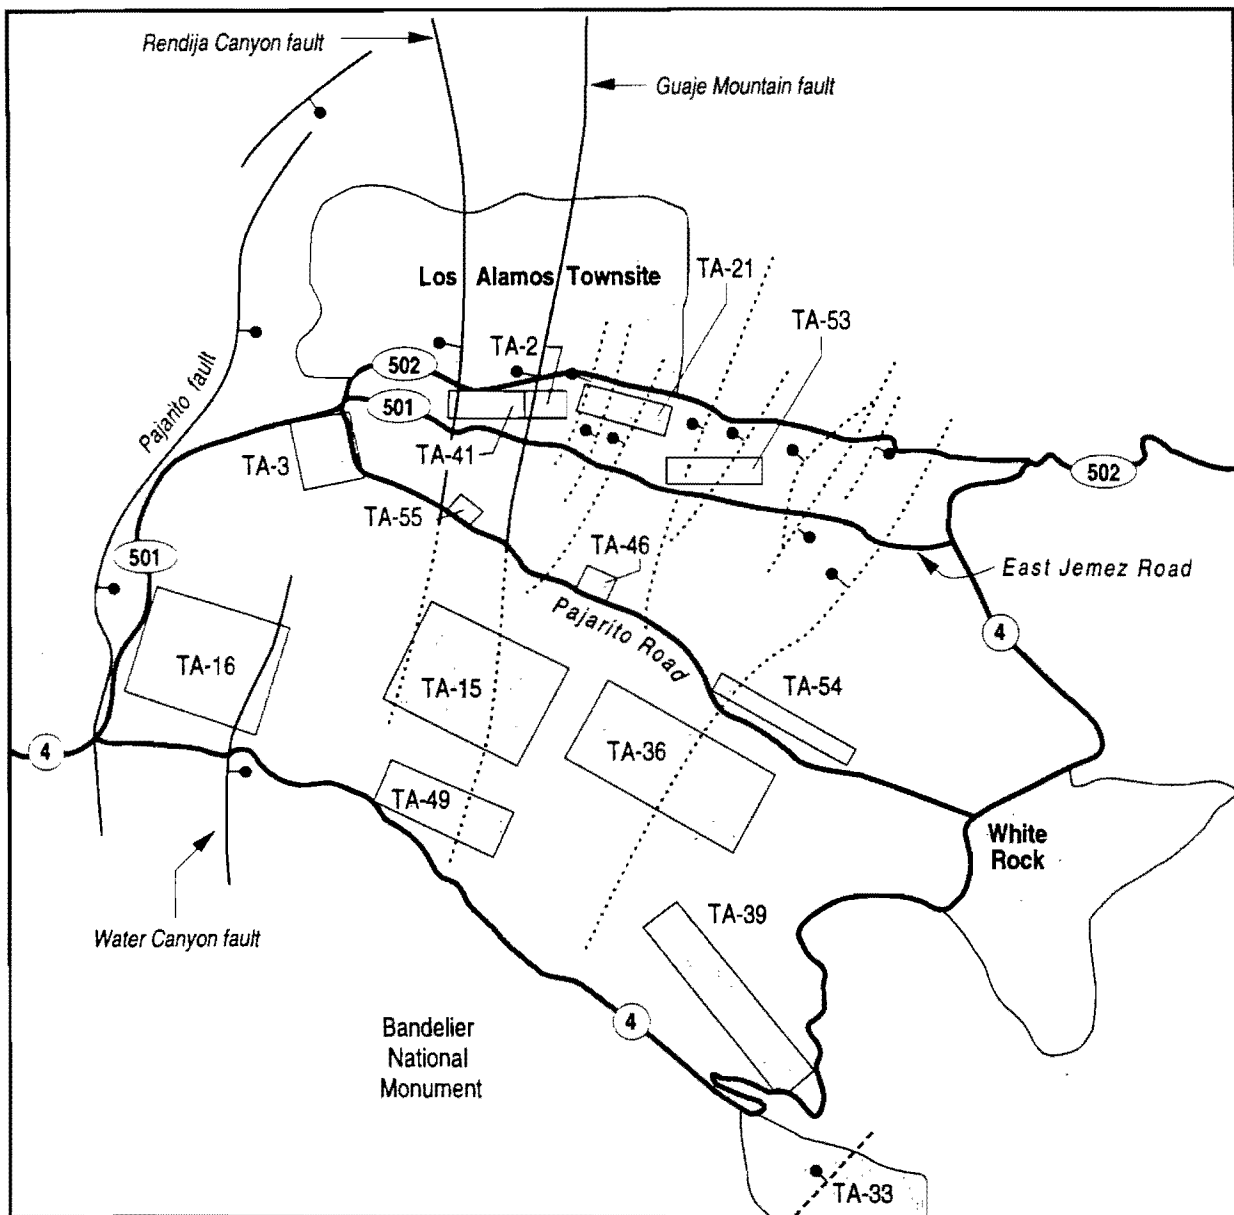 Rendija Canyon fault
Guaje Mountain fault
Los Alamos Townsite
TA-21
TA-53
TA-2
502
501
Pajarito fault
TA-41
TA-3
502
TA-55
TA-46
501
East Jemez Road
Pajarito Road
4
TA-16
TA-15
TA-54
TA-36
4
TA-49
White
Rock
TA-39
Water Canyon fault
4
Bandelier
National
Monument
TA-33